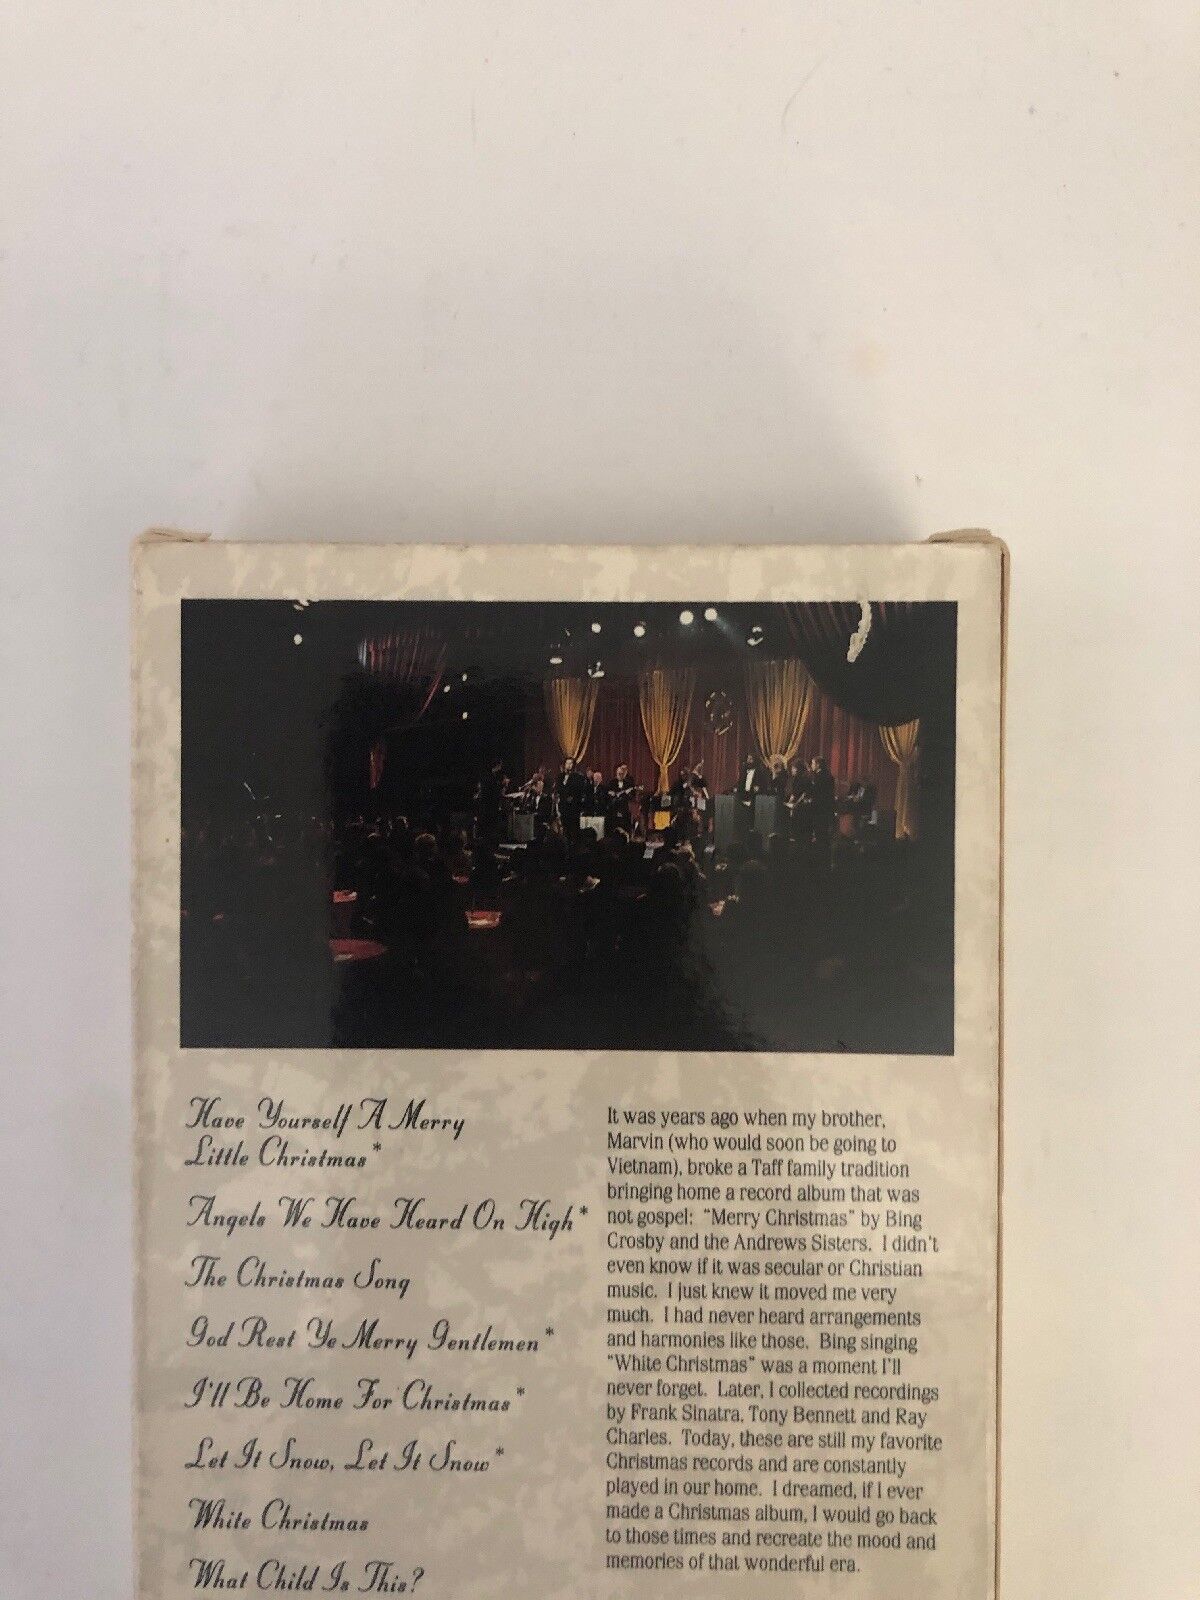 Have Yourself A Merry
Little Christmas*
Angels We Have Heard On High*
The Christmas Song
God Rest Ye Merry Gentlemen*
I'll Be Home For Christmas*
Let It Snow, Let It Snow*
White Christmas
What Child Is This?
It was years ago when my brother,
Marvin (who would soon be going to
Vietnam), broke a Taff family tradition
bringing home a record album that was
not gospel: "Merry Christmas" by Bing
Crosby and the Andrews Sisters. I didn't
even know if it was secular or Christian
music. I just knew it moved me very
much. I had never heard arrangements
and harmonies like those. Bing singing
"White Christmas" was a moment I'll
never forget. Later, I collected recordings
by Frank Sinatra, Tony Bennett and Ray
Charles. Today, these are still my favorite
Christmas records and are constantly
played in our home. I dreamed, if I ever
made a Christmas album, I would go back
to those times and recreate the mood and
memories of that wonderful era.